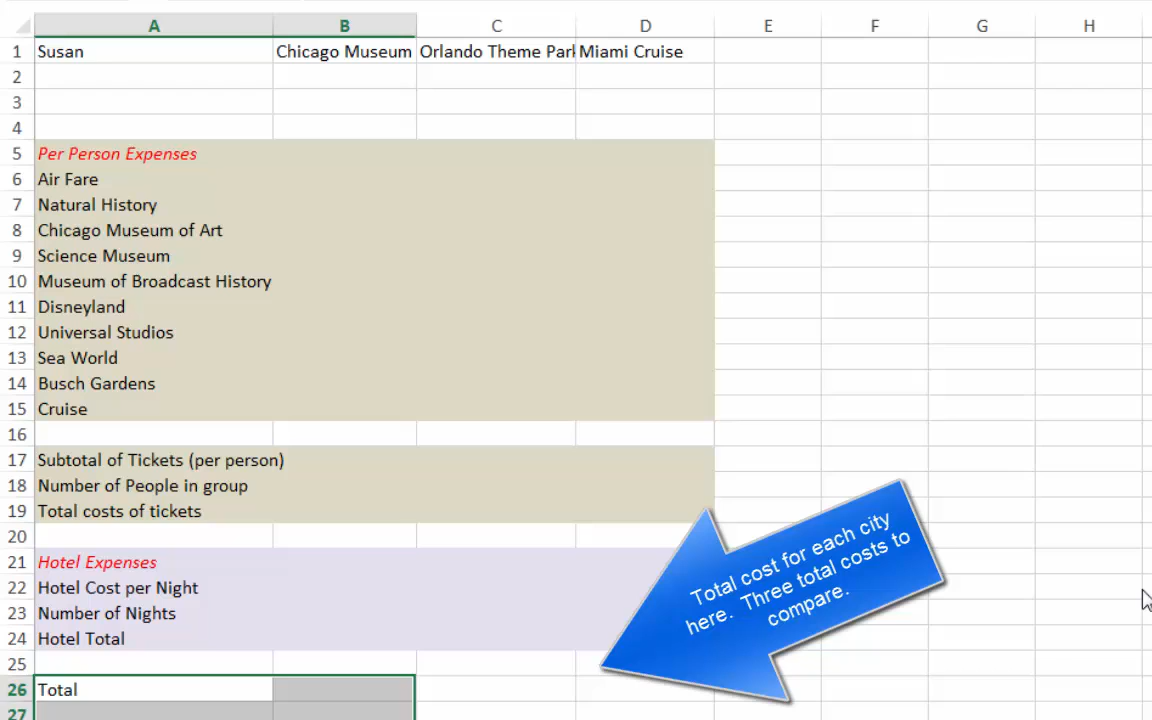 A B C D E F G H
1 Susan Chicago Museum Orlando Theme Park Miami Cruise
2
3
4
5 Per Person Expenses
6 Air Fare
7 Natural History
8 Chicago Museum of Art
9 Science Museum
10 Museum of Broadcast History
11 Disneyland
12 Universal Studios
13 Sea World
14 Busch Gardens
15 Cruise
16
17 Subtotal of Tickets (per person)
18 Number of People in group
19 Total costs of tickets
20
21 Hotel Expenses
22 Hotel Cost per Night
23 Number of Nights
24 Hotel Total
25
26 Total
27
Total cost for each city
here. Three total costs to
compare.